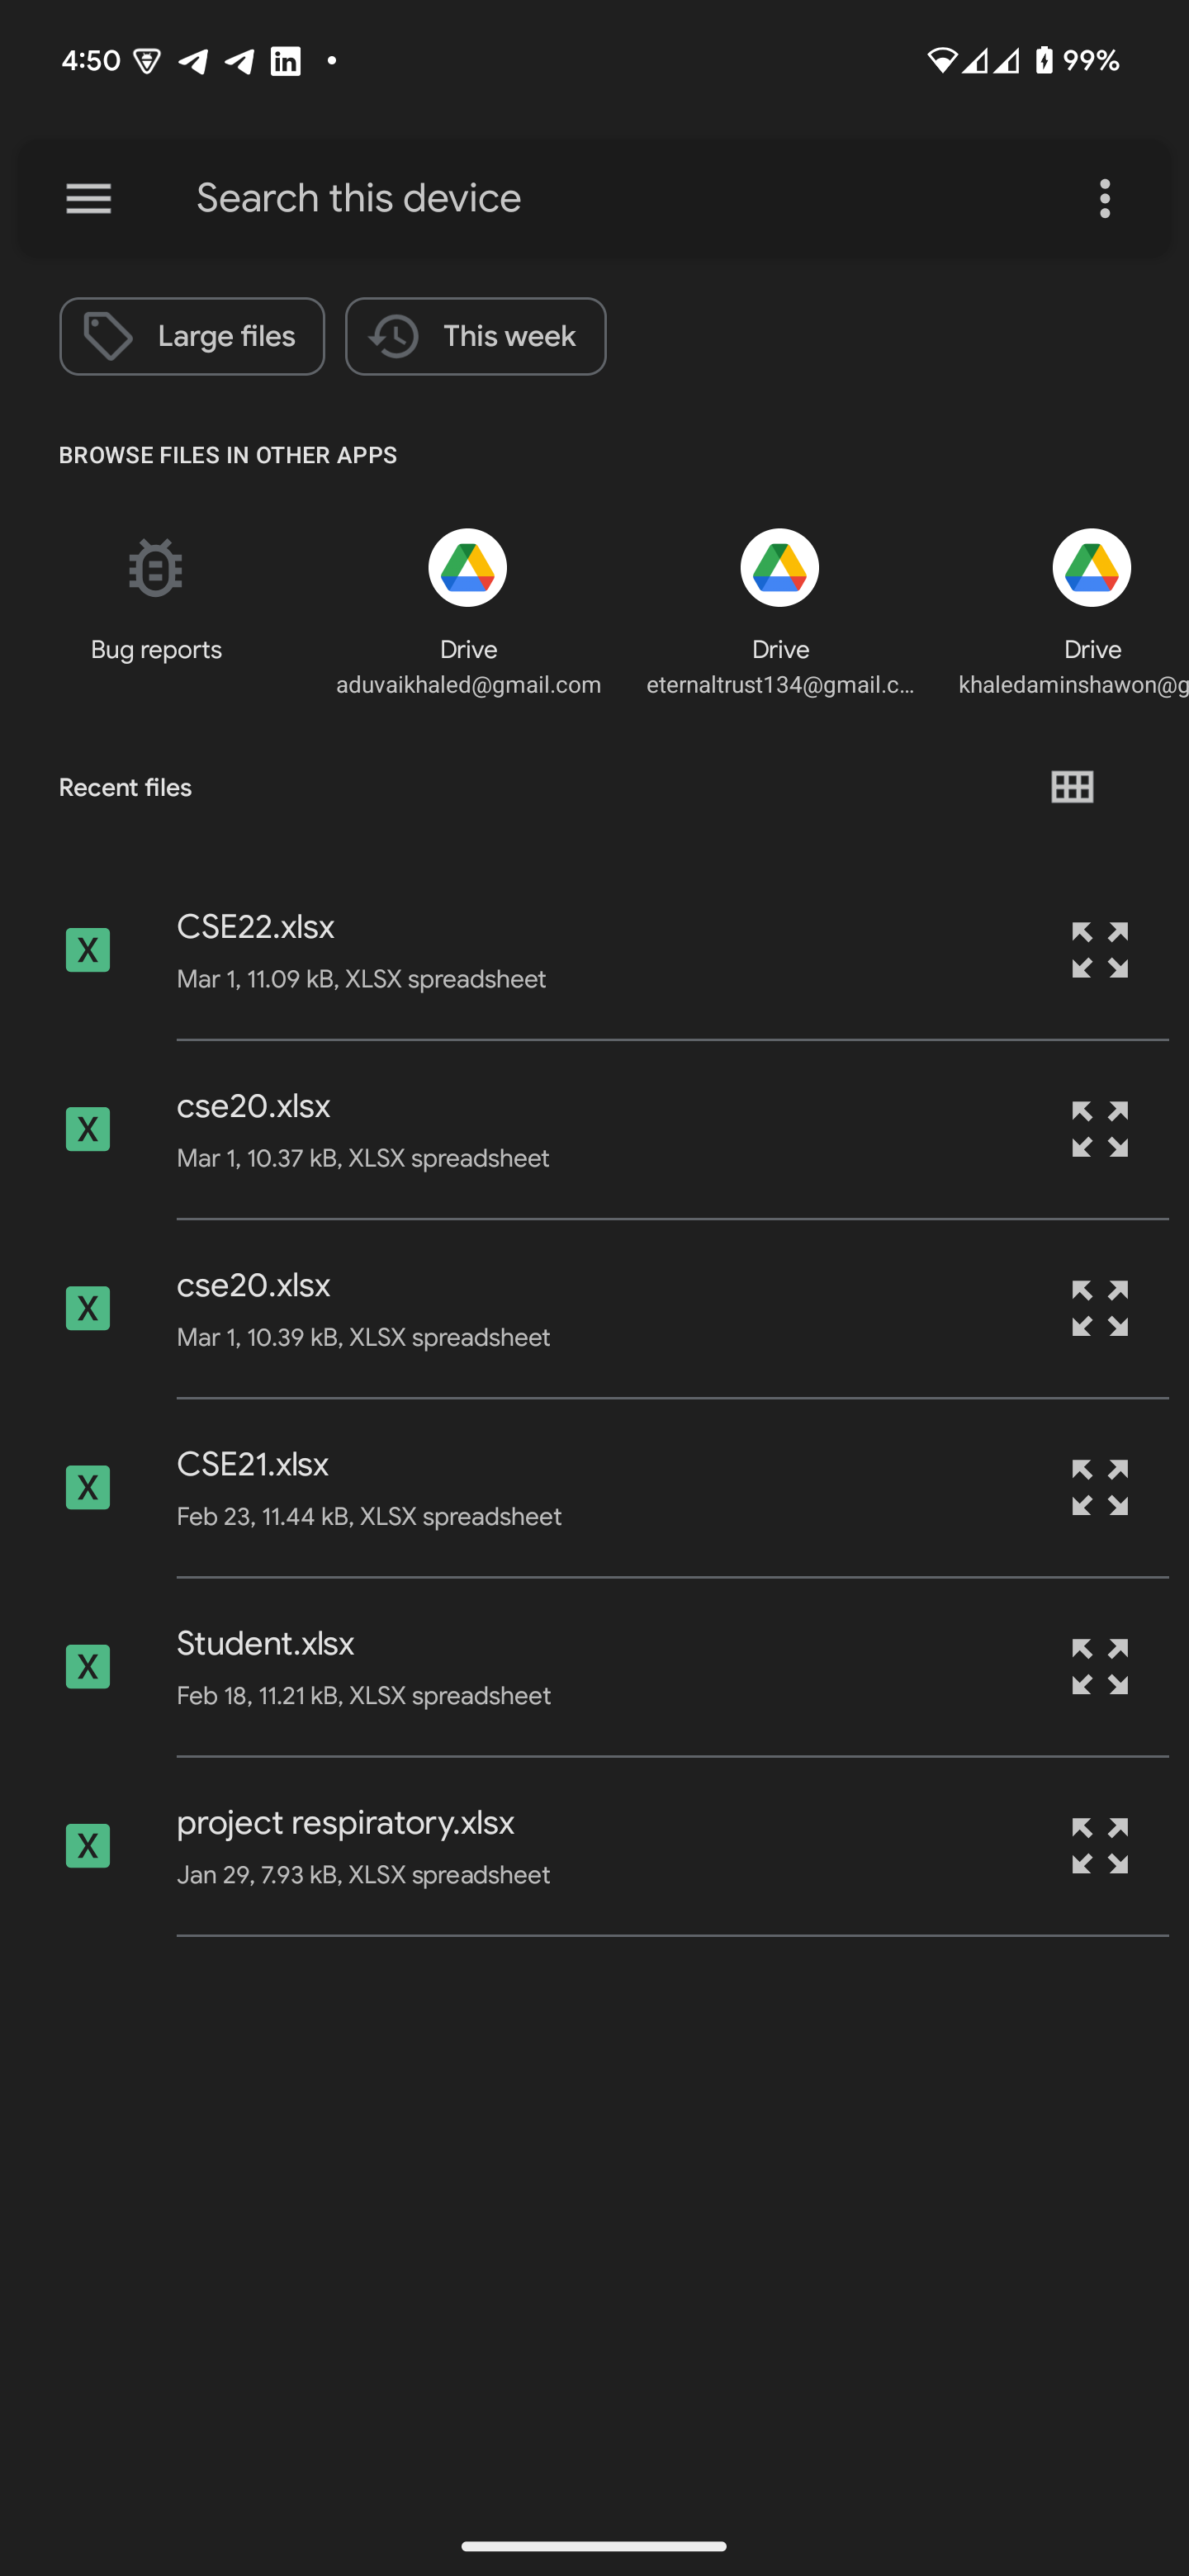 4:50
in
99%
Search this device
Large files
This week
BROWSE FILES IN OTHER APPS
Bug reports
Drive
aduvaikhaled@gmail.com
Drive
eternaltrust134@gmail.c...
Drive
khaledaminshawon@g
Recent files
X
CSE22.xlsx
Mar 1, 11.09 kB, XLSX spreadsheet
X
cse20.xlsx
Mar 1, 10.37 kB, XLSX spreadsheet
X
cse20.xlsx
Mar 1, 10.39 kB, XLSX spreadsheet
X
CSE21.xlsx
Feb 23, 11.44 kB, XLSX spreadsheet
X
Student.xlsx
Feb 18, 11.21 kB, XLSX spreadsheet
X
project respiratory.xlsx
Jan 29, 7.93 kB, XLSX spreadsheet